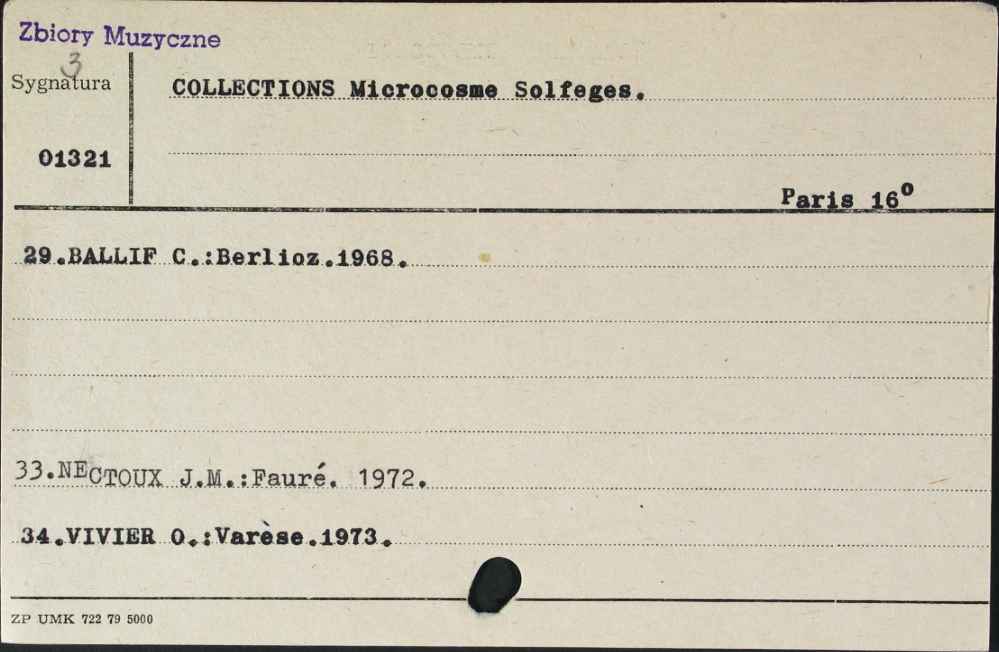 Zbiory Muzyczne
3
Sygnatura
COLLECTIONS Microcosme Solfeges.
01321
Paris 16⁰
29.BALLIF C.:Berlioz.1968.
33.NECTOUX J.M.:Fauré. 1972.
34.VIVIER O.:Varèse.1973.
ZP UMK 722 79 5000